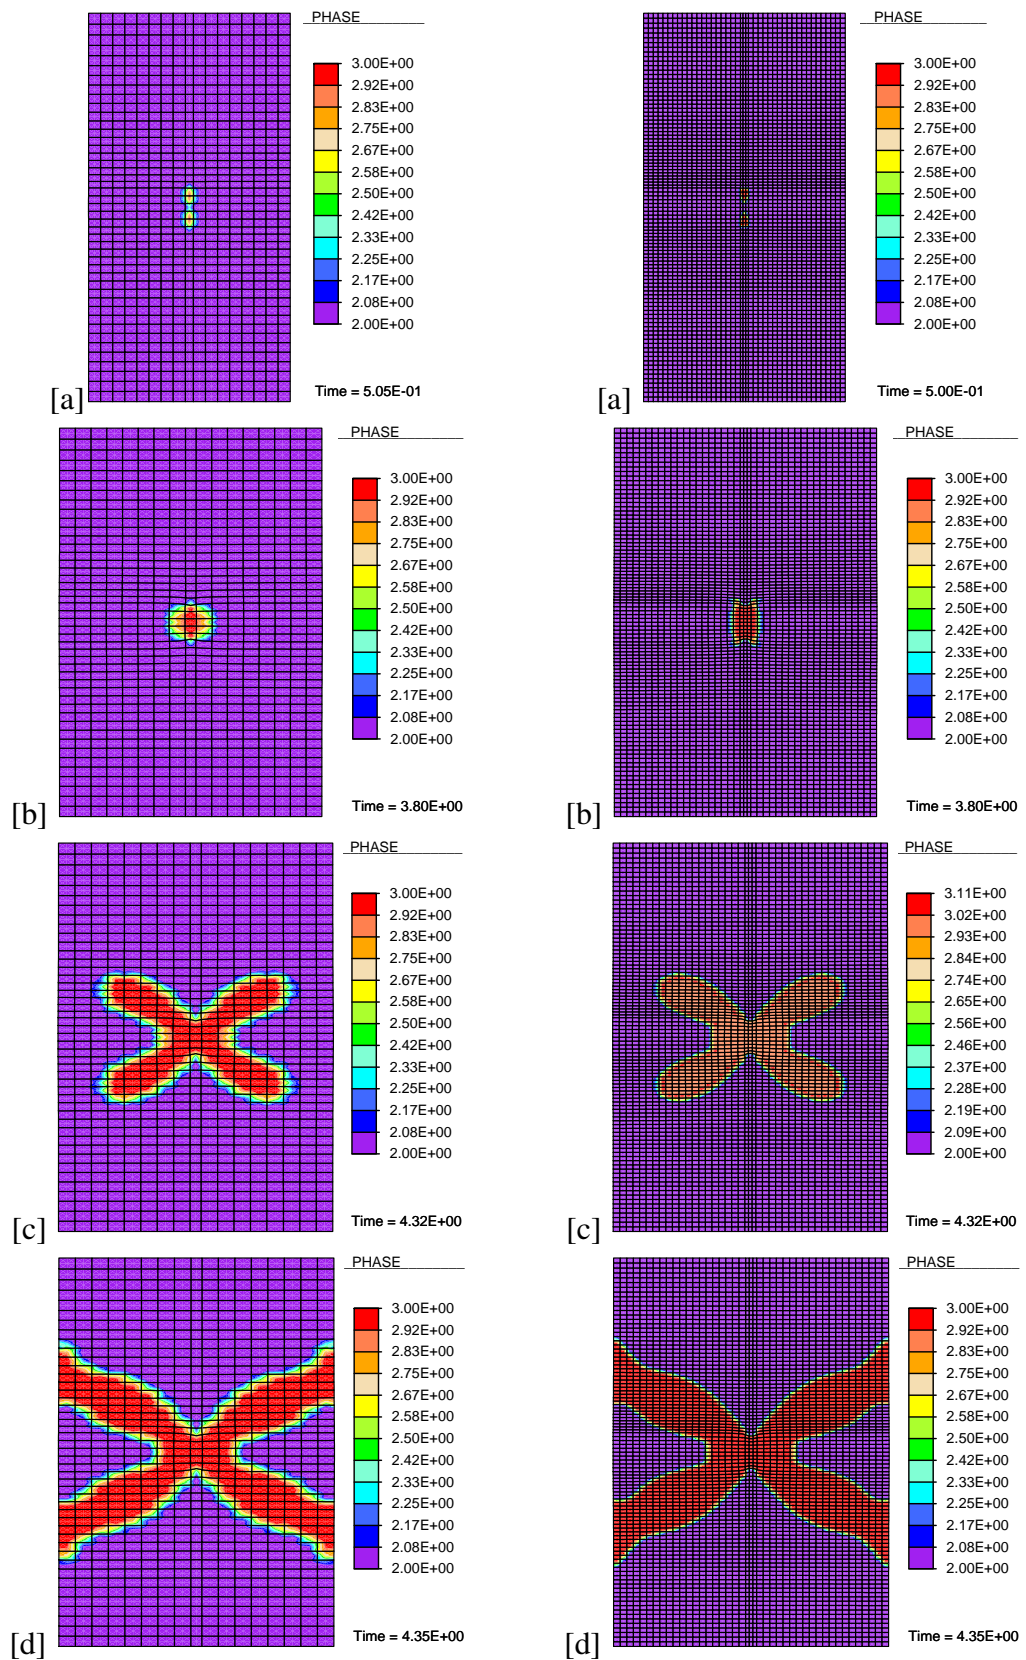 PHASE
3.00E+00
2.92E+00
2.83E+00
2.75E+00
2.67E+00
2.58E+00
2.50E+00
2.42E+00
2.33E+00
2.25E+00
2.17E+00
2.08E+00
2.00E+00
Time = 5.05E-01
[a]
PHASE
3.00E+00
2.92E+00
2.83E+00
2.75E+00
2.67E+00
2.58E+00
2.50E+00
2.42E+00
2.33E+00
2.25E+00
2.17E+00
2.08E+00
2.00E+00
Time = 5.00E-01
[a]
PHASE
3.00E+00
2.92E+00
2.83E+00
2.75E+00
2.67E+00
2.58E+00
2.50E+00
2.42E+00
2.33E+00
2.25E+00
2.17E+00
2.08E+00
2.00E+00
Time = 3.80E+00
[b]
PHASE
3.00E+00
2.92E+00
2.83E+00
2.75E+00
2.67E+00
2.58E+00
2.50E+00
2.42E+00
2.33E+00
2.25E+00
2.17E+00
2.08E+00
2.00E+00
Time = 3.80E+00
[b]
PHASE
3.00E+00
2.92E+00
2.83E+00
2.75E+00
2.67E+00
2.58E+00
2.50E+00
2.42E+00
2.33E+00
2.25E+00
2.17E+00
2.08E+00
2.00E+00
Time = 4.32E+00
[c]
PHASE
3.11E+00
3.02E+00
2.93E+00
2.84E+00
2.74E+00
2.65E+00
2.56E+00
2.46E+00
2.37E+00
2.28E+00
2.19E+00
2.09E+00
2.00E+00
Time = 4.32E+00
[c]
PHASE
3.00E+00
2.92E+00
2.83E+00
2.75E+00
2.67E+00
2.58E+00
2.50E+00
2.42E+00
2.33E+00
2.25E+00
2.17E+00
2.08E+00
2.00E+00
Time = 4.35E+00
[d]
PHASE
3.00E+00
2.92E+00
2.83E+00
2.75E+00
2.67E+00
2.58E+00
2.50E+00
2.42E+00
2.33E+00
2.25E+00
2.17E+00
2.08E+00
2.00E+00
Time = 4.35E+00
[d]